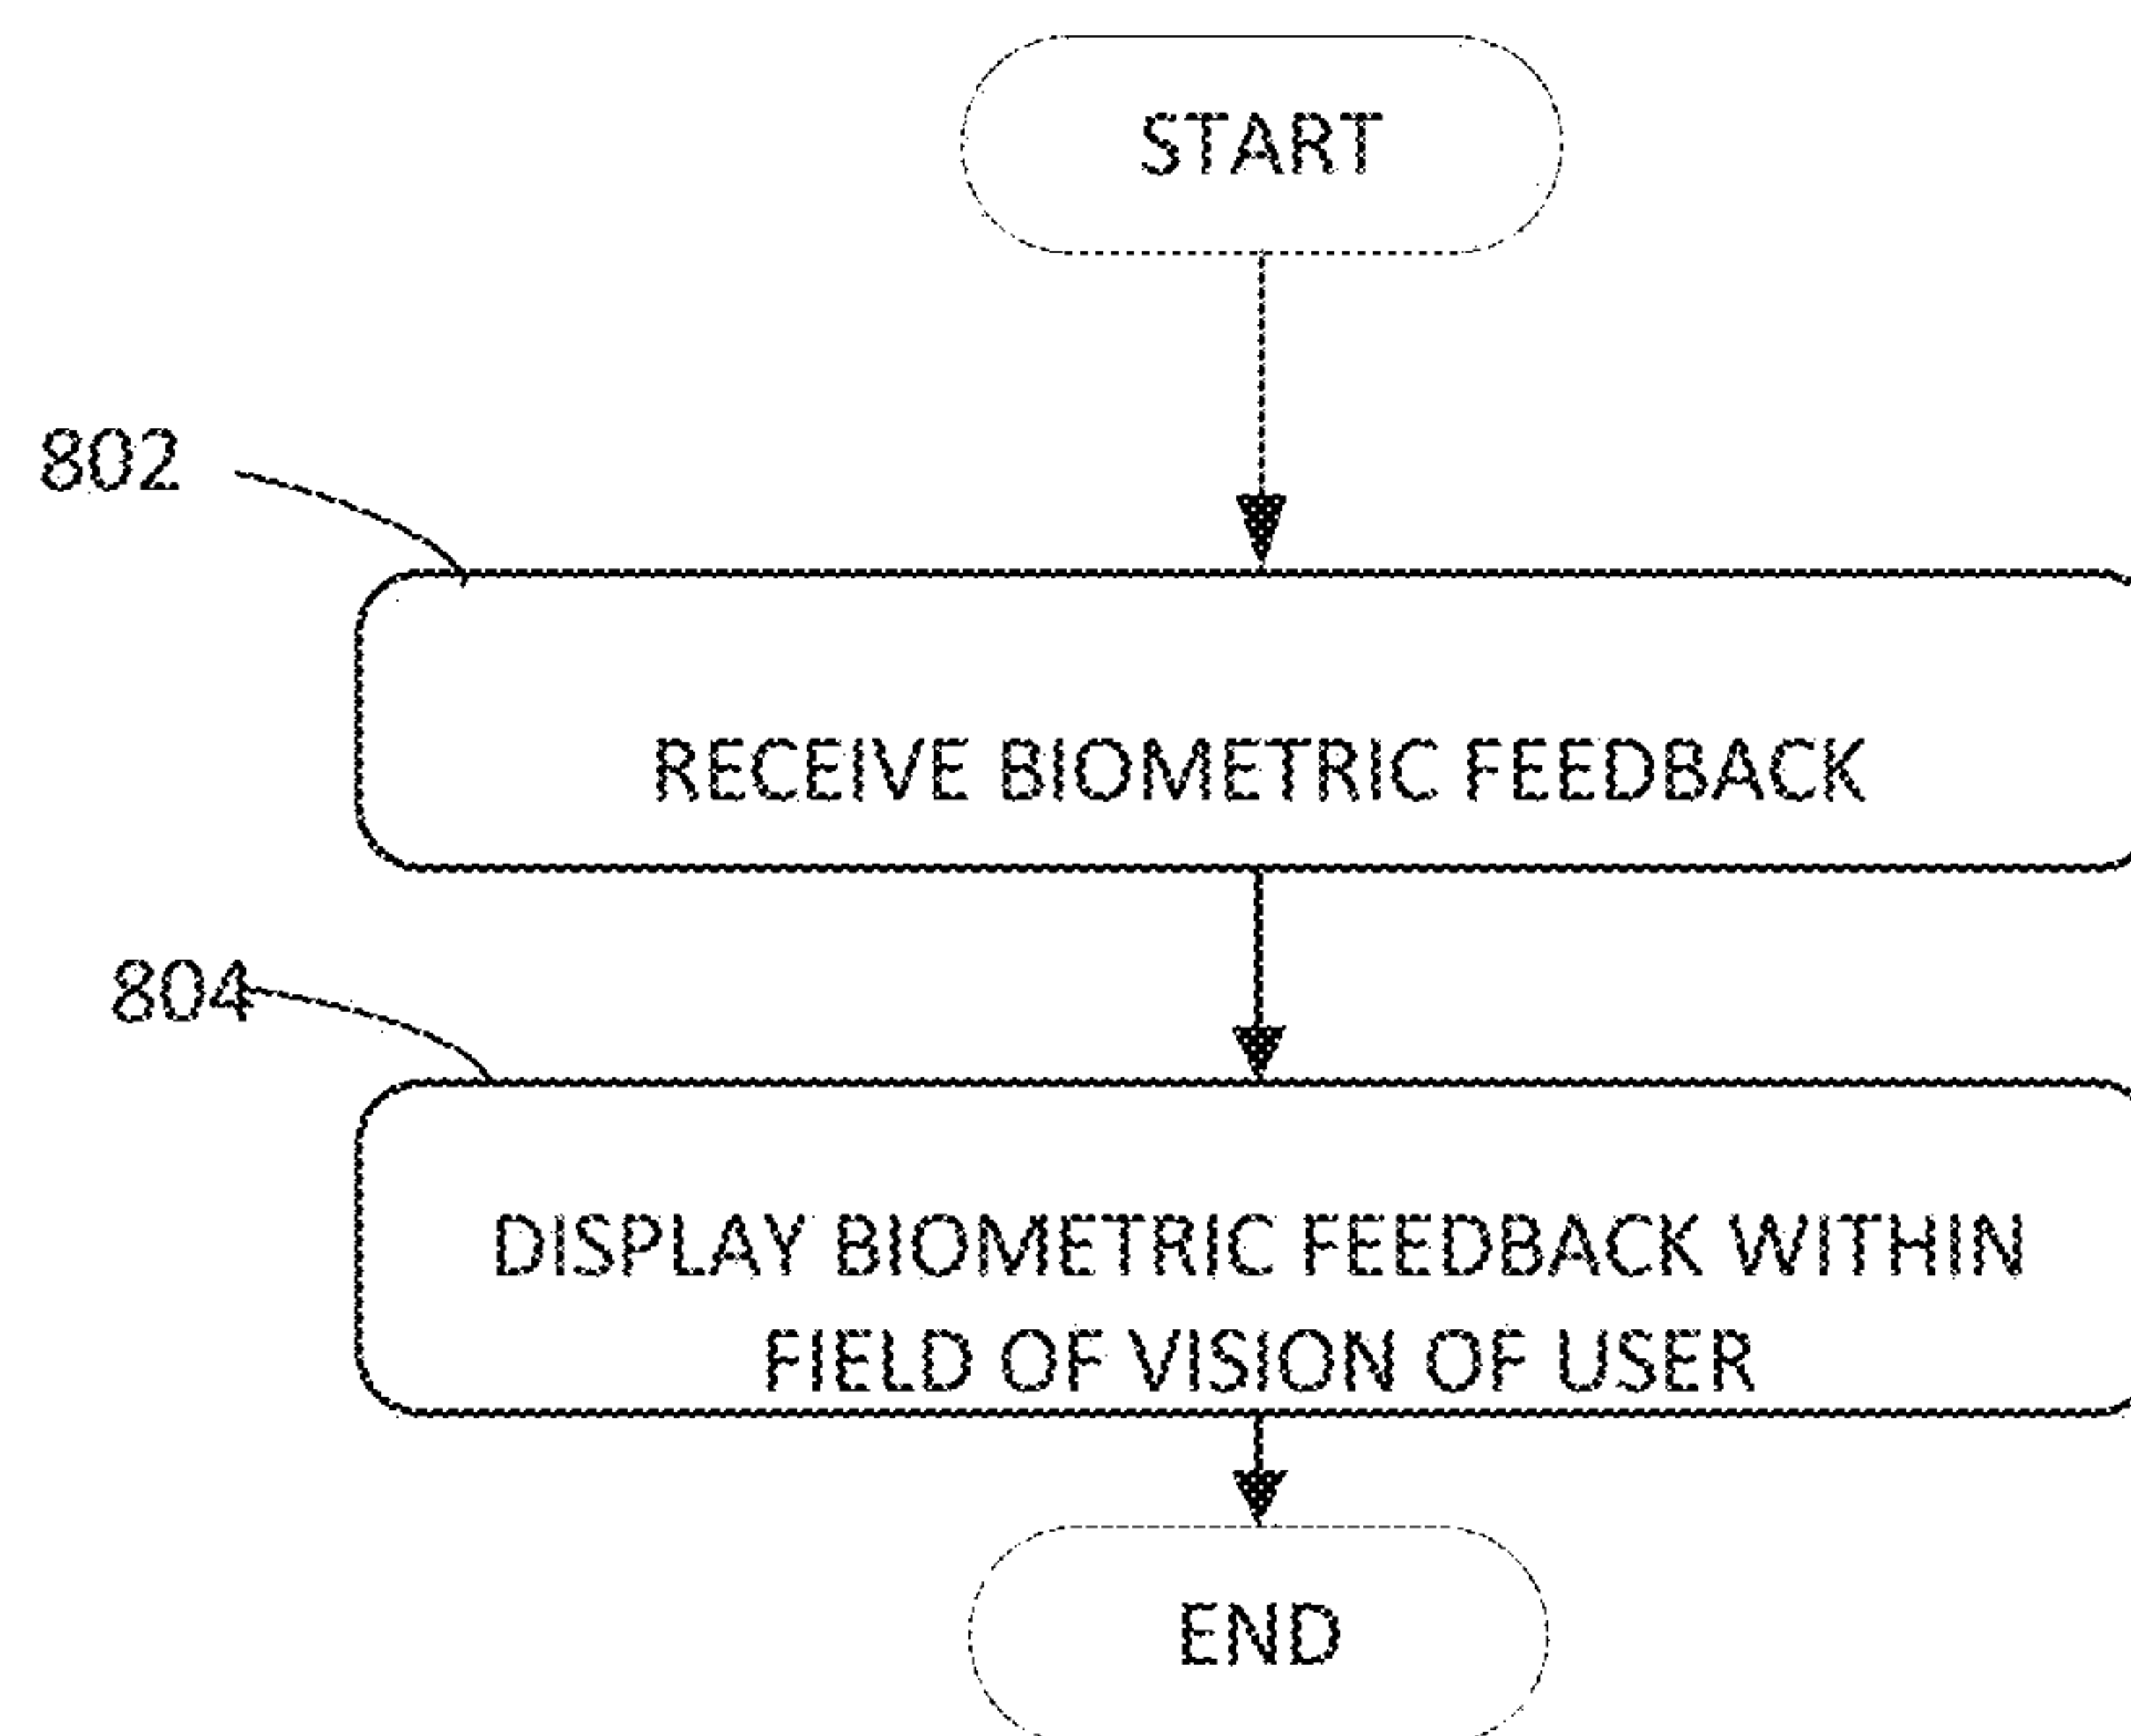 START
802
RECEIVE BIOMETRIC FEEDBACK
804
DISPLAY BIOMETRIC FEEDBACK WITHIN
FIELD OF VISION OF USER
END